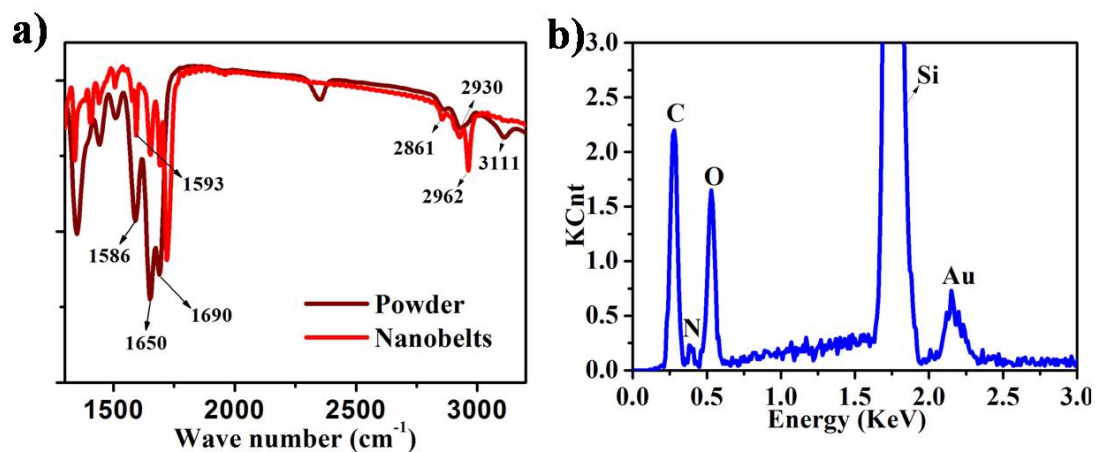 a)
2930
2861
3111
1593
2962
1586
1690
1650
Powder
Nanobelts
1500
2000
2500
3000
Wave number (cm⁻¹)
b)
3.0
2.5
2.0
1.5
1.0
0.5
0.0
KCnt
C
N
O
Si
Au
0.0
0.5
1.0
1.5
2.0
2.5
3.0
Energy (KeV)